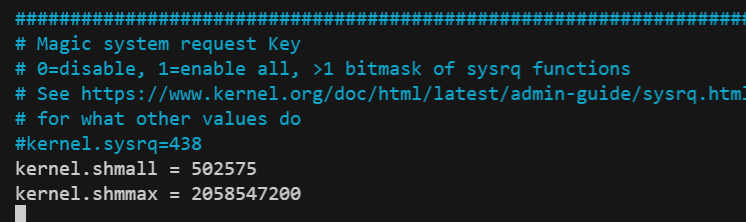 ###################################################################
# Magic system request Key
# 0=disable, 1=enable all, >1 bitmask of sysrq functions
# See https://www.kernel.org/doc/html/latest/admin-guide/sysrq.html
# for what other values do
#kernel.sysrq=438
kernel.shmall = 502575
kernel.shmmax = 2058547200